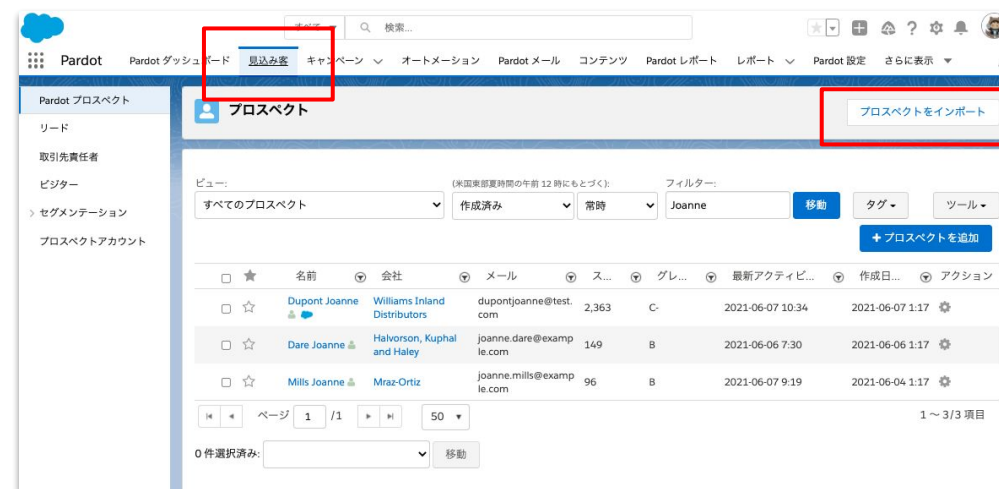 すべて 検索...
Pardot Pardot ダッシュボード 見込み客 キャンペーン オートメーション Pardot メール コンテンツ Pardot レポート レポート Pardot 設定 さらに表示
Pardot プロスペクト
リード
取引先責任者
ビジター
セグメンテーション
プロスペクトアカウント
プロスペクト
プロスペクトをインポート
ビュー: (米国東部夏時間の午前 12 時にもとづく): フィルター:
すべてのプロスペクト 作成済み 常時 Joanne 移動 タグ ツール
+ プロスペクトを追加
名前 会社 メール ス... グレ... 最新アクティビ... 作成日... アクション
Dupont Joanne Williams Inland Distributors dupontjoanne@test.com 2,363 C- 2021-06-07 10:34 2021-06-07 1:17
Dare Joanne Halvorson, Kuphal and Haley joanne.dare@example.com 149 B 2021-06-06 7:30 2021-06-06 1:17
Mills Joanne Mraz-Ortiz joanne.mills@example.com 96 B 2021-06-07 9:19 2021-06-04 1:17
ページ 1 /1 50 1 ～ 3/3 項目
0 件選択済み: 移動